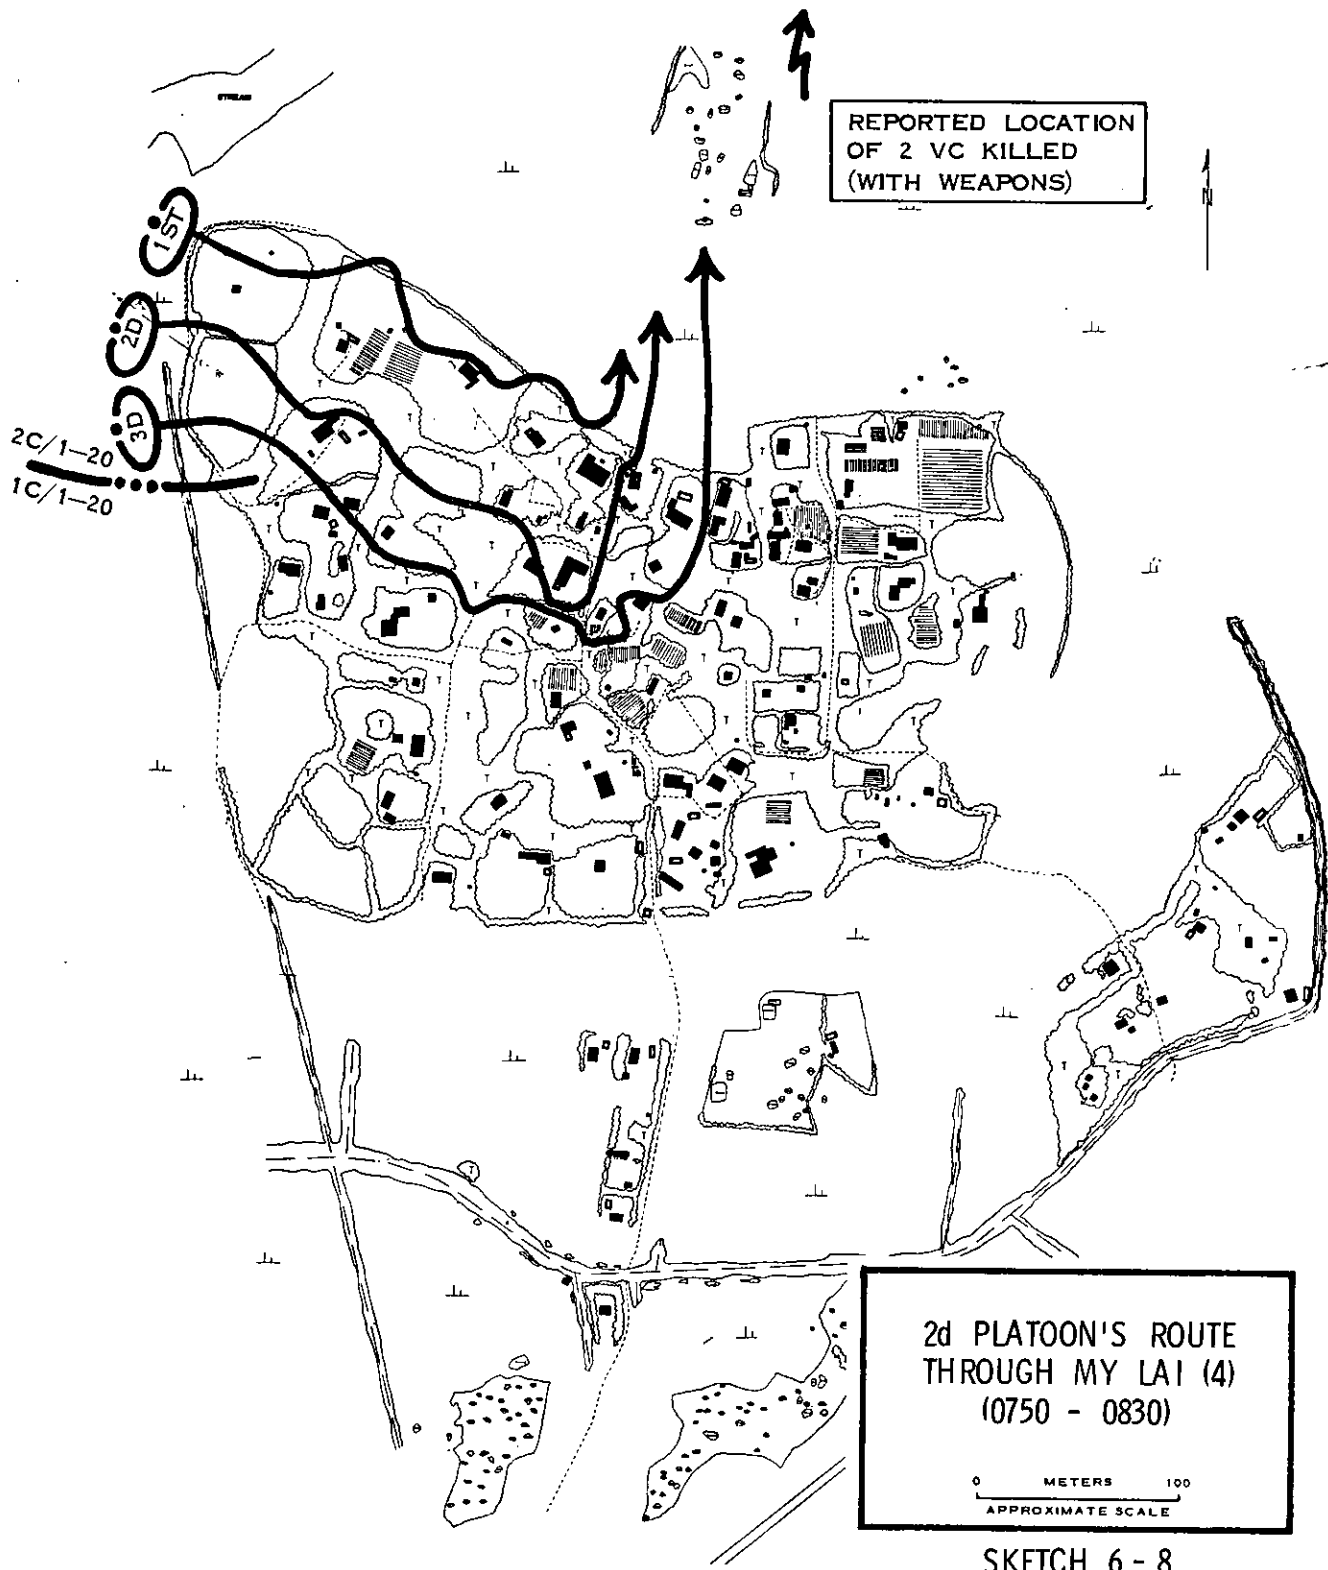 STREAM
REPORTED LOCATION
OF 2 VC KILLED
(WITH WEAPONS)
N
1ST
2D
3D
2C/1-20
1C/1-20
2d PLATOON'S ROUTE
THROUGH MY LAI (4)
(0750 - 0830)
0 METERS 100
APPROXIMATE SCALE
SKETCH 6-8